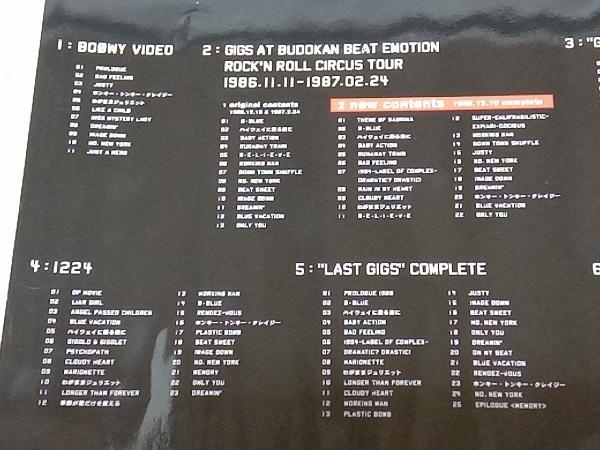 1: BOØWY VIDEO
01 PROLOGUE
02 BAD FEELING
03 JUSTY
04 ホンキー・トンキー・クレイジー
05 わがままジュリエット
06 LIKE A CHILD
07 MISS MYSTERY LADY
08 DREAMIN'
09 IMAGE DOWN
10 NO. NEW YORK
11 JUST A HERO
2: GIGS AT BUDOKAN BEAT EMOTION
ROCK'N ROLL CIRCUS TOUR
1986.11.11-1987.02.24
1 original contents
1986.12.10 & 1987.2.24
01 B-BLUE
02 ハイウェイに乗る前に
03 BABY ACTION
04 RUNAWAY TRAIN
05 B・E・L・I・E・V・E
06 WORKING MAN
07 DOWN TOWN SHUFFLE
08 NO. NEW YORK
09 BEAT SWEET
10 IMAGE DOWN
11 DREAMIN'
12 BLUE VACATION
13 ONLY YOU
2 new contents 1986.12.10 complete
01 THEME OF SABRINA
02 B-BLUE
03 ハイウェイに乗る前に
04 BABY ACTION
05 RUNAWAY TRAIN
06 BAD FEELING
07 1994-LABEL OF COMPLEX-
DRAMATIC? DRASTIC!
08 RAIN IN MY HEART
09 CLOUDY HEART
10 わがままジュリエット
11 B・E・L・I・E・V・E
12 SUPER-CALIFRAGILISTIC-
EXPIARI-DOCIOUS
13 WORKING MAN
14 DOWN TOWN SHUFFLE
15 JUSTY
16 NO. NEW YORK
17 BEAT SWEET
18 IMAGE DOWN
19 DREAMIN'
20 ホンキー・トンキー・クレイジー
21 BLUE VACATION
22 ONLY YOU
3: "G
4: 1224
01 OP MOVIE
02 LIAR GIRL
03 ANGEL PASSED CHILDREN
04 BLUE VACATION
05 ハイウェイに乗る前に
06 GIGOLO & GIGOLET
07 PSYCHOPATH
08 CLOUDY HEART
09 MARIONETTE
10 わがままジュリエット
11 LONGER THAN FOREVER
12 季節が君だけを変える
13 WORKING MAN
14 B-BLUE
15 RENDEZ-VOUS
16 ホンキー・トンキー・クレイジー
17 PLASTIC BOMB
18 BEAT SWEET
19 IMAGE DOWN
20 NO. NEW YORK
21 MEMORY
22 ONLY YOU
23 DREAMIN'
5: "LAST GIGS" COMPLETE
01 PROLOGUE 1988
02 B-BLUE
03 ハイウェイに乗る前に
04 BABY ACTION
05 BAD FEELING
06 1994-LABEL OF COMPLEX-
07 DRAMATIC? DRASTIC!
08 CLOUDY HEART
09 MARIONETTE
10 わがままジュリエット
11 CLOUDY HEART
12 WORKING MAN
13 PLASTIC BOMB
14 JUSTY
15 IMAGE DOWN
16 BEAT SWEET
17 NO. NEW YORK
18 ONLY YOU
19 DREAMIN'
20 OH MY BEAT
21 BLUE VACATION
22 RENDEZ-VOUS
23 ホンキー・トンキー・クレイジー
24 NO. NEW YORK
25 EPILOGUE <MEMORY>
6